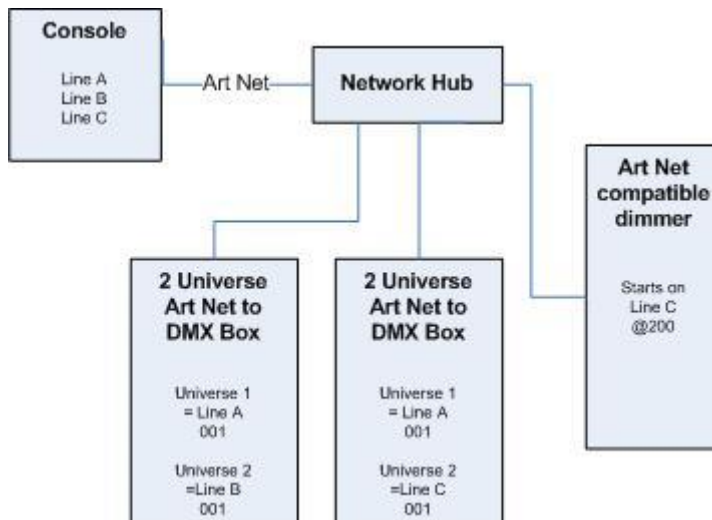 Console
Line A
Line B
Line C
Art Net
Network Hub
Art Net
compatible
dimmer
Starts on
Line C
@200
2 Universe
Art Net to
DMX Box
Universe 1
= Line A
001
Universe 2
=Line B
001
2 Universe
Art Net to
DMX Box
Universe 1
= Line A
001
Universe 2
=Line C
001